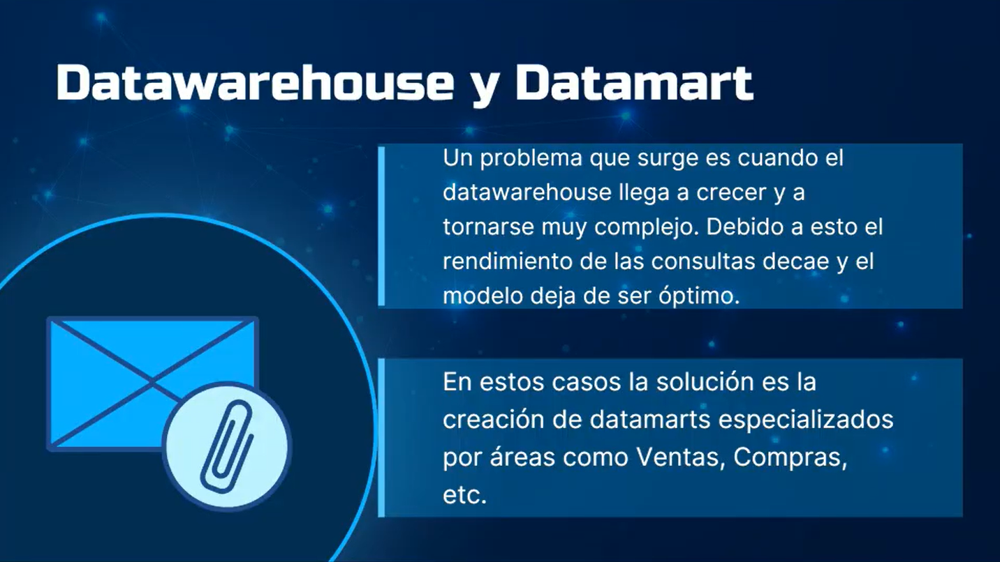 Datawarehouse y Datamart
Un problema que surge es cuando el
datawarehouse llega a crecer y a
tornarse muy complejo. Debido a esto el
rendimiento de las consultas decae y el
modelo deja de ser óptimo.
En estos casos la solución es la
creación de datamarts especializados
por áreas como Ventas, Compras,
etc.